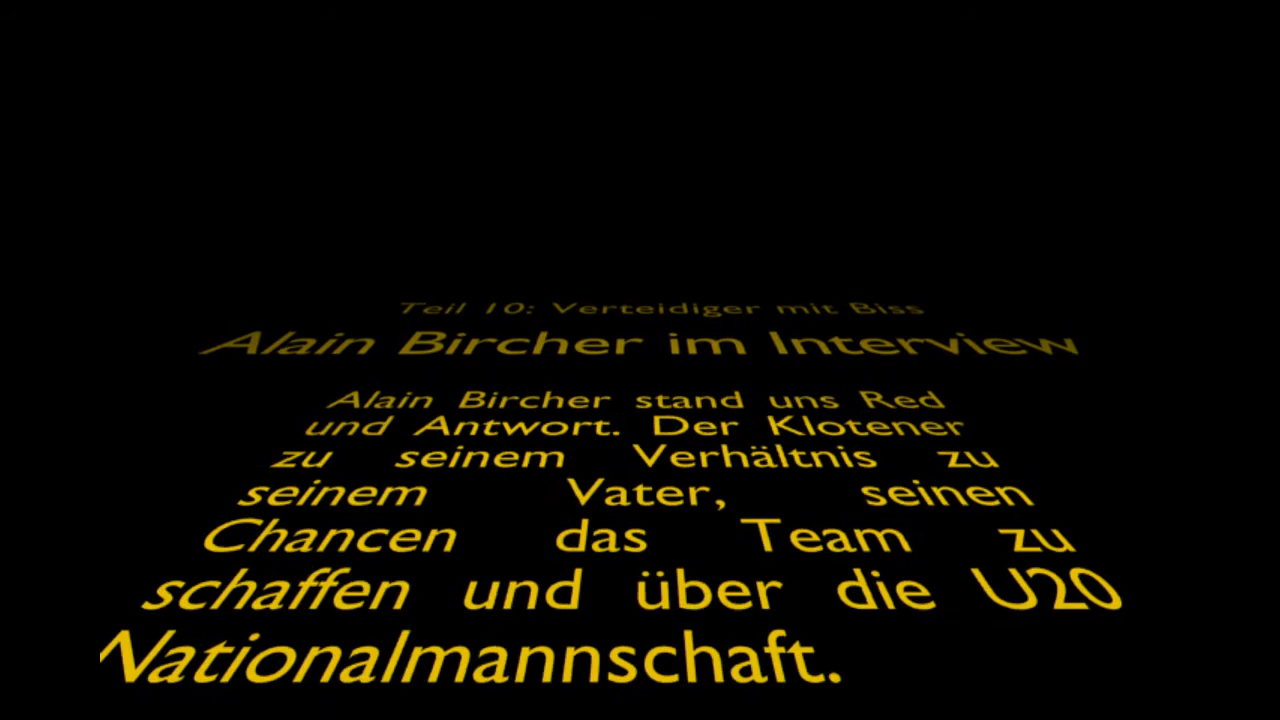 Teil 10: Verteidiger mit Biss
Alain Bircher im Interview
Alain Bircher stand uns Red
und Antwort. Der Klotener
zu seinem Verhältnis zu
seinem Vater, seinen
Chancen das Team zu
schaffen und über die U20
Nationalmannschaft.